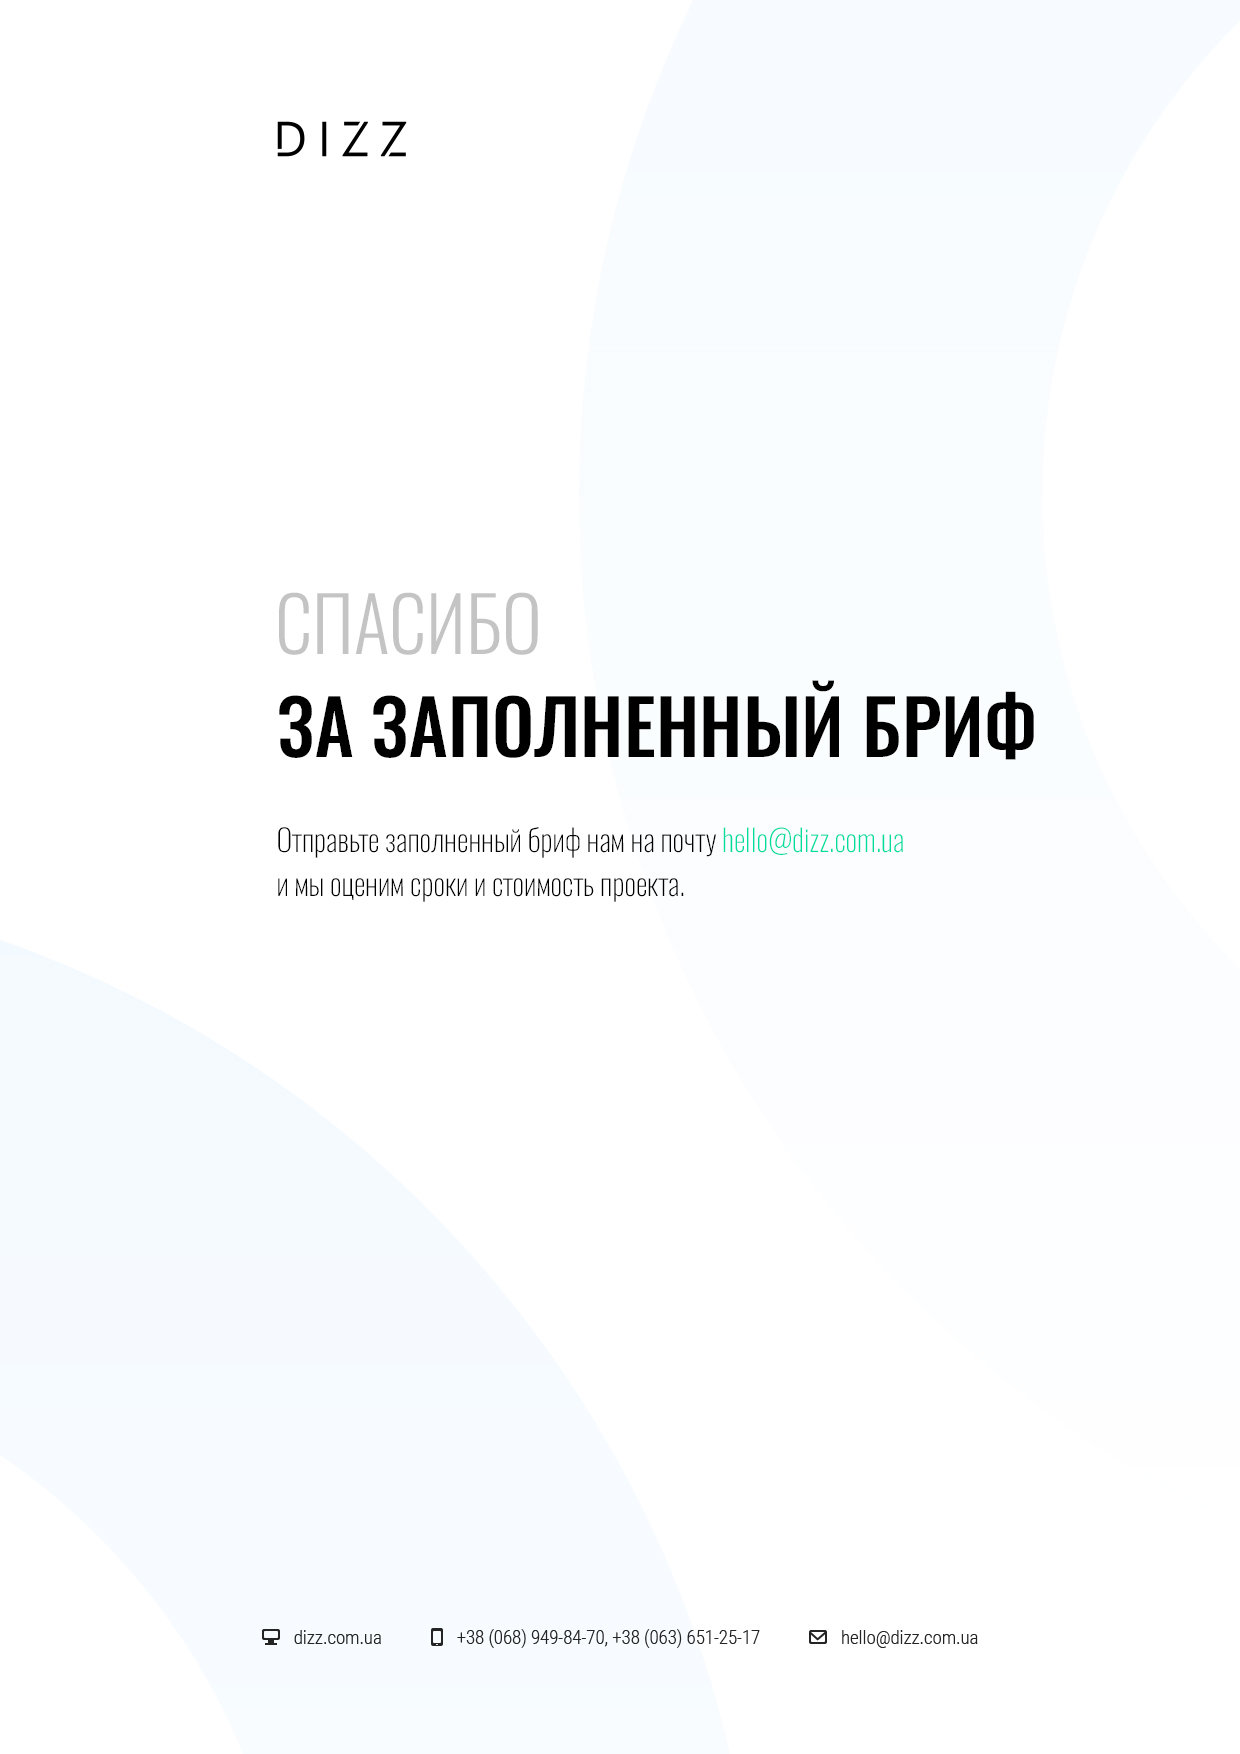 DIZZ
СПАСИБО
ЗА ЗАПОЛНЕННЫЙ БРИФ
Отправьте заполненный бриф нам на почту hello@dizz.com.ua
и мы оценим сроки и стоимость проекта.
dizz.com.ua +38 (068) 949-84-70, +38 (063) 651-25-17 hello@dizz.com.ua